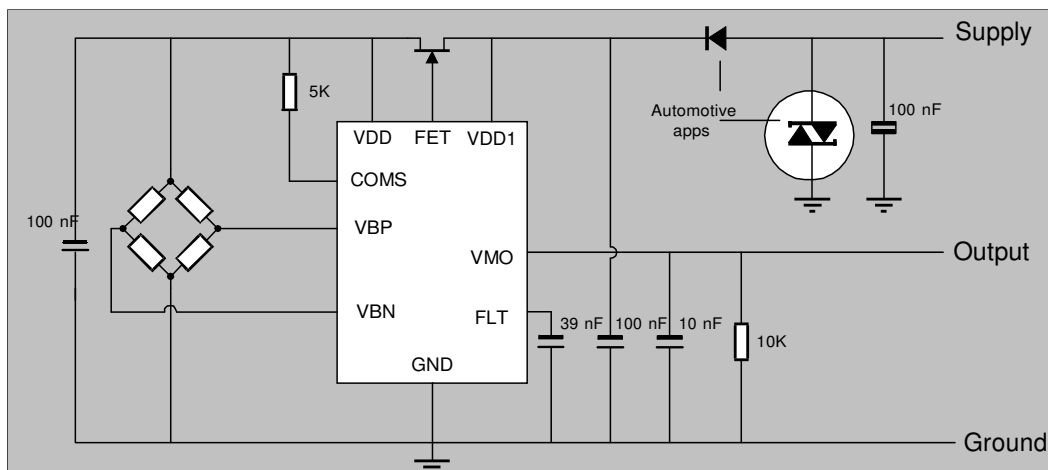 Supply
5K
VDD FET VDD1
Automotive
apps
100 nF
COMS
100 nF
VBP
VMO
Output
VBN
FLT
39 nF 100 nF 10 nF
10K
GND
Ground